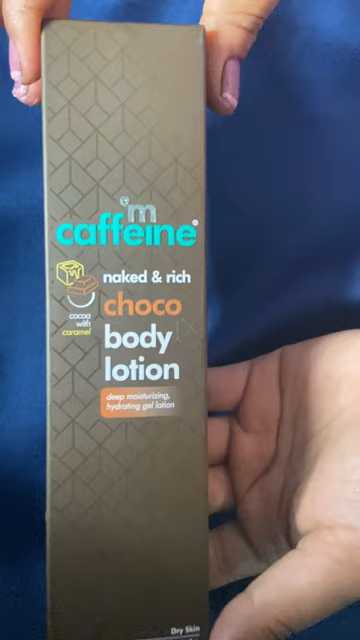 m
caffeine®
naked & rich
choco
body
lotion
cocoa
with
caramel
deep moisturizing,
hydrating gel lotion
Dry Skin